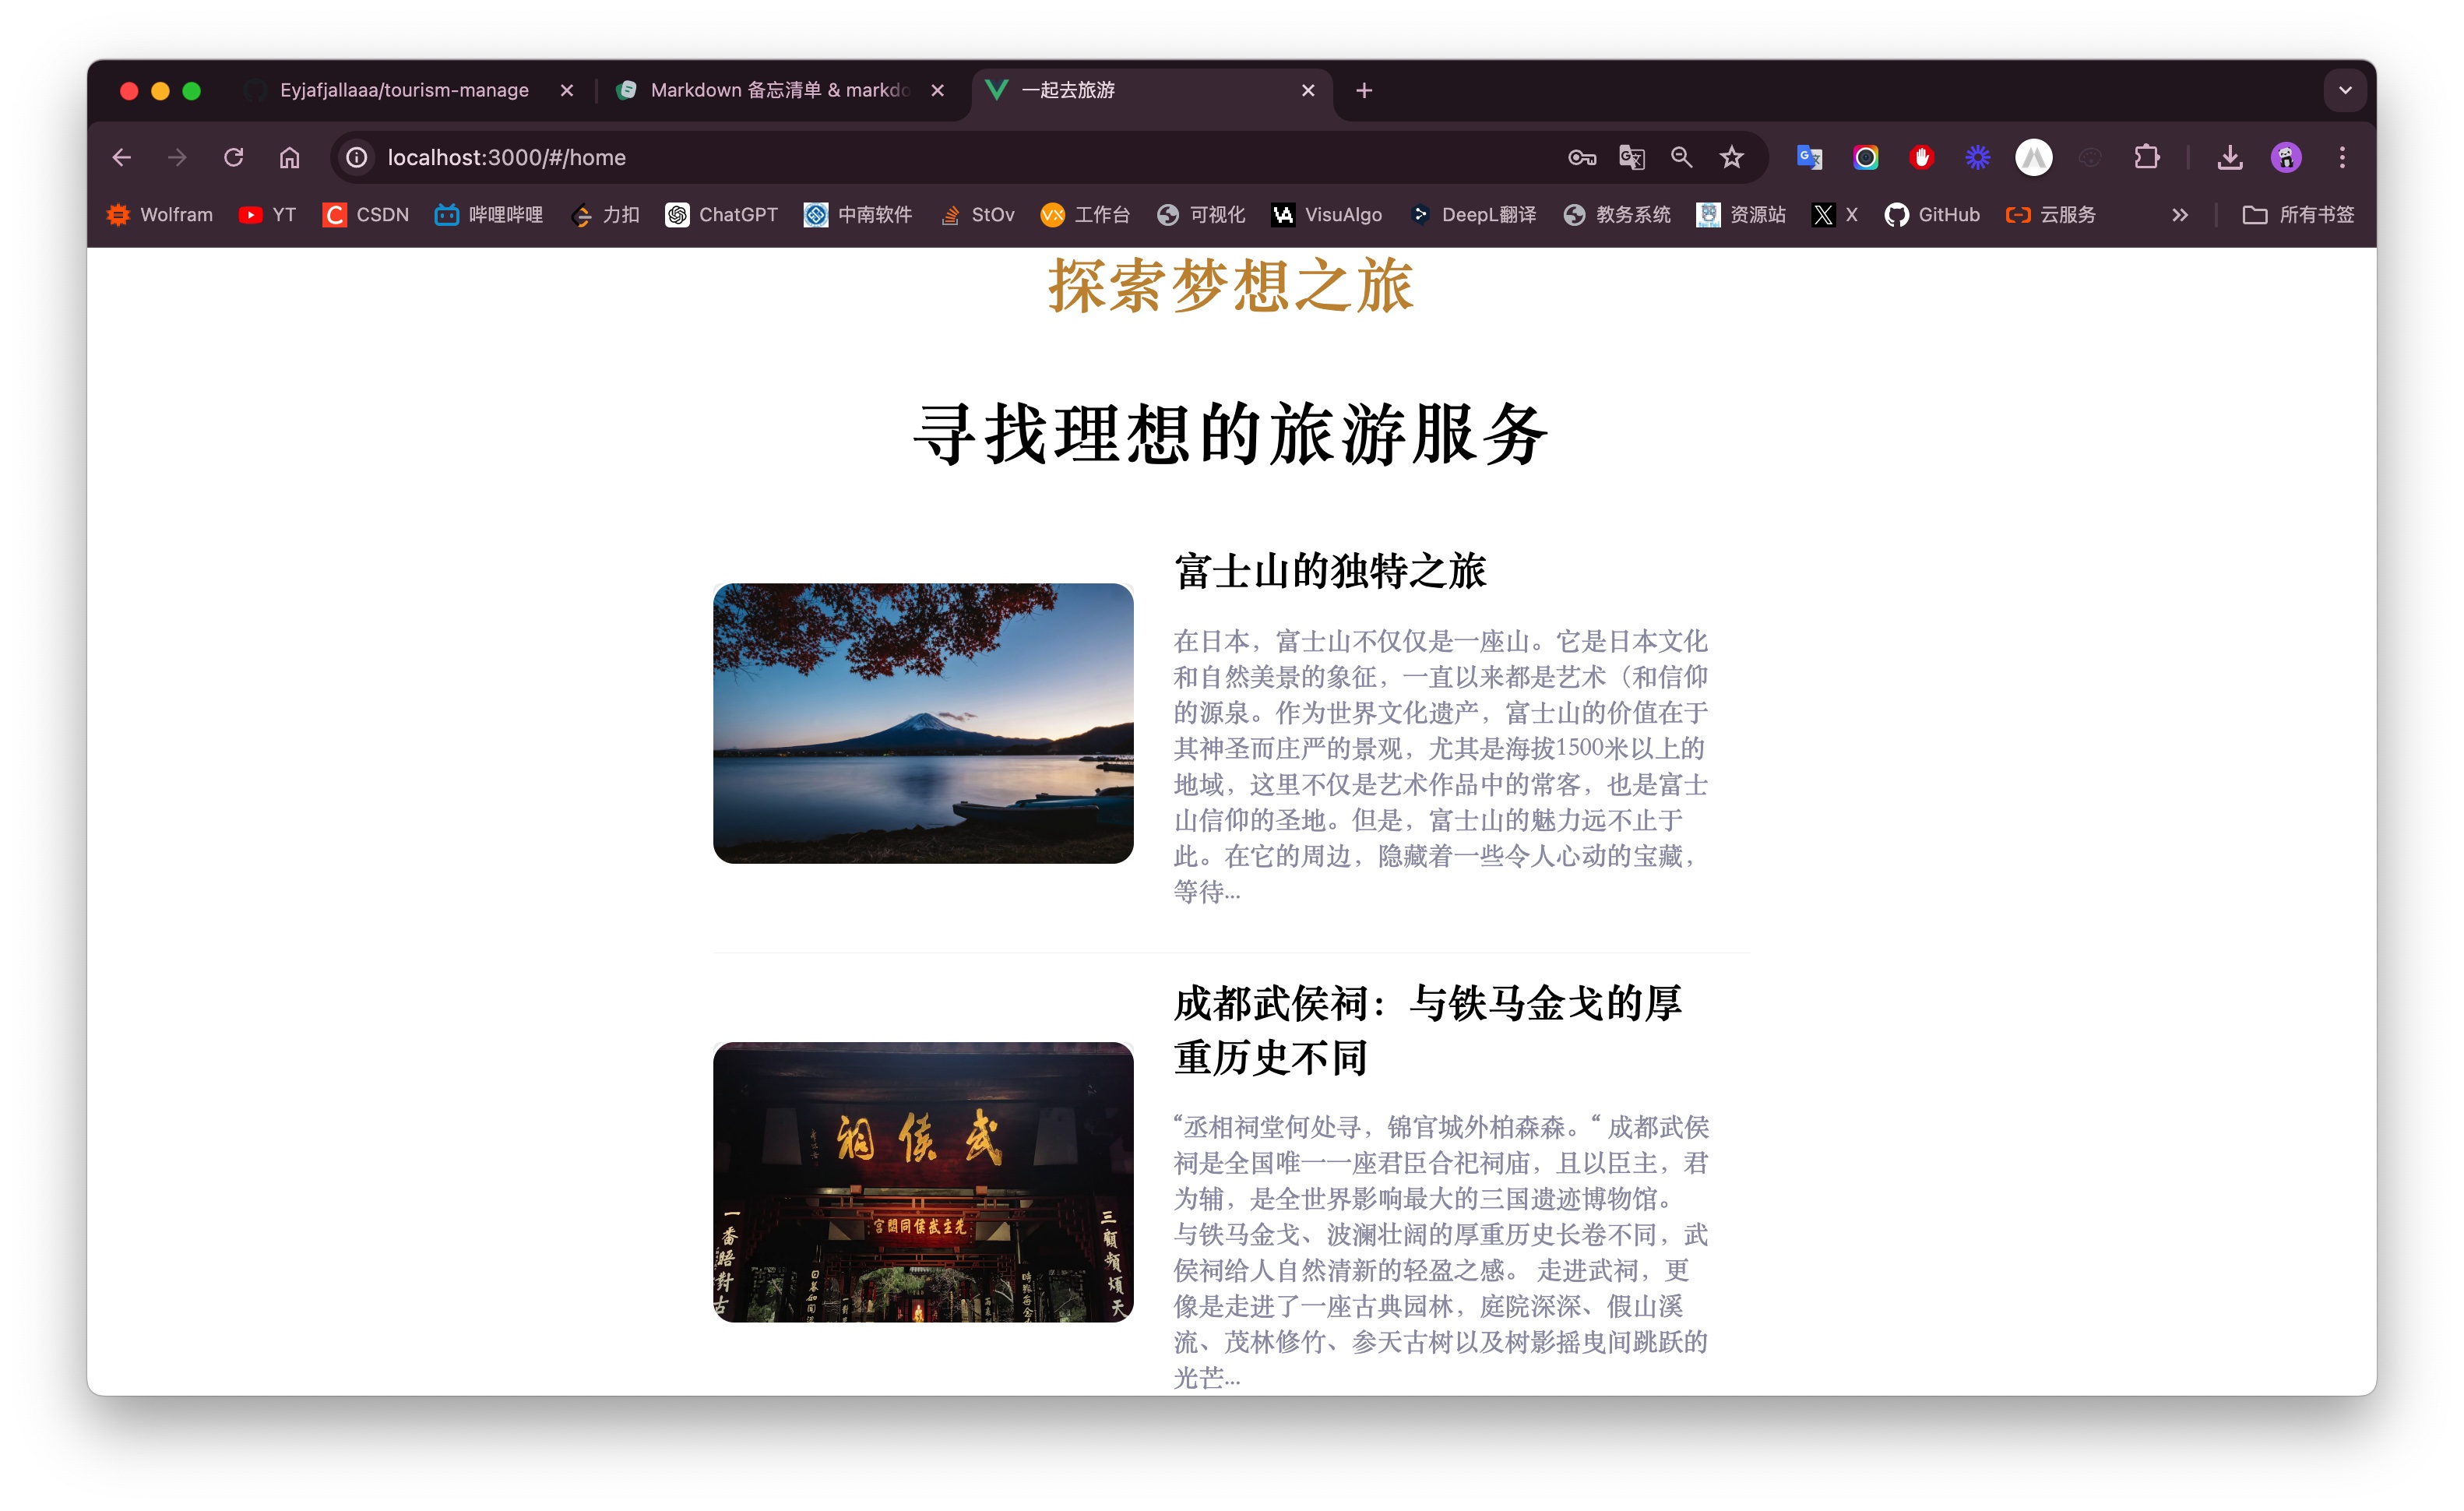 Eyjafjallaaa/tourism-manage
Markdown 备忘清单 & markdo
一起去旅游
localhost:3000/#/home
Wolfram
YT
CSDN
哔哩哔哩
力扣
ChatGPT
中南软件
StOv
工作台
可视化
VisuAlgo
DeepL翻译
教务系统
资源站
X
GitHub
云服务
所有书签
探索梦想之旅
寻找理想的旅游服务
富士山的独特之旅
在日本，富士山不仅仅是一座山。它是日本文化
和自然美景的象征，一直以来都是艺术（和信仰
的源泉。作为世界文化遗产，富士山的价值在于
其神圣而庄严的景观，尤其是海拔1500米以上的
地域，这里不仅是艺术作品中的常客，也是富士
山信仰的圣地。但是，富士山的魅力远不止于
此。在它的周边，隐藏着一些令人心动的宝藏，
等待...
成都武侯祠：与铁马金戈的厚
重历史不同
“丞相祠堂何处寻，锦官城外柏森森。“ 成都武侯
祠是全国唯一一座君臣合祀祠庙，且以臣主，君
为辅，是全世界影响最大的三国遗迹博物馆。
与铁马金戈、波澜壮阔的厚重历史长卷不同，武
侯祠给人自然清新的轻盈之感。 走进武祠，更
像是走进了一座古典园林，庭院深深、假山溪
流、茂林修竹、参天古树以及树影摇曳间跳跃的
光芒...
祠侯武
宫閟同侯武主先
三顧頻煩天
一番晤對古